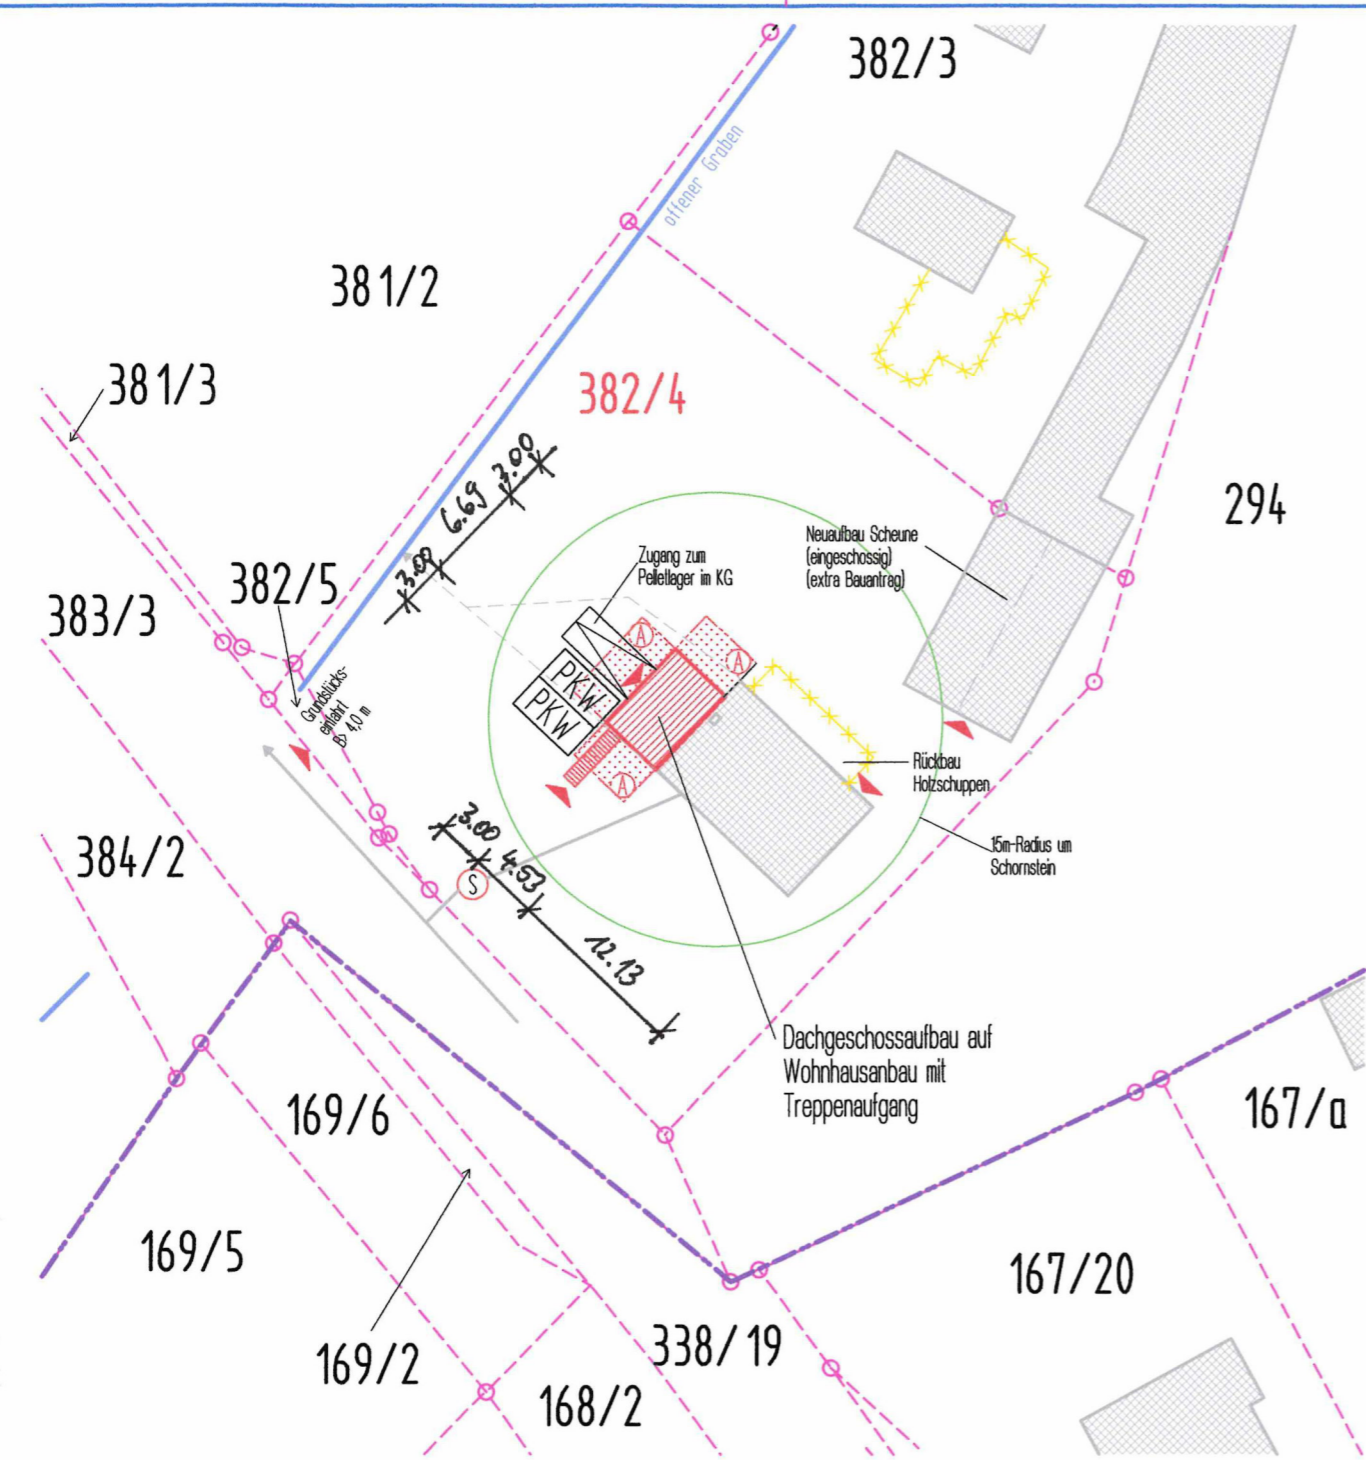 382/3
offener Graben
381/2
381/3
382/4
3.00
6.69
3.00
294
Neuaufbau Scheune
(eingeschossig)
(extra Bauantrag)
Zugang zum
Pelletlager im KG
382/5
383/3
A
A
PKW
PKW
Grundstücks-
einfahrt
B> 4,0 m
Rückbau
Holzschuppen
A
3.00
4.53
15m-Radius um
Schornstein
384/2
S
12.13
Dachgeschossaufbau auf
Wohnhausanbau mit
Treppenaufgang
169/6
167/a
169/5
167/20
169/2
338/19
168/2